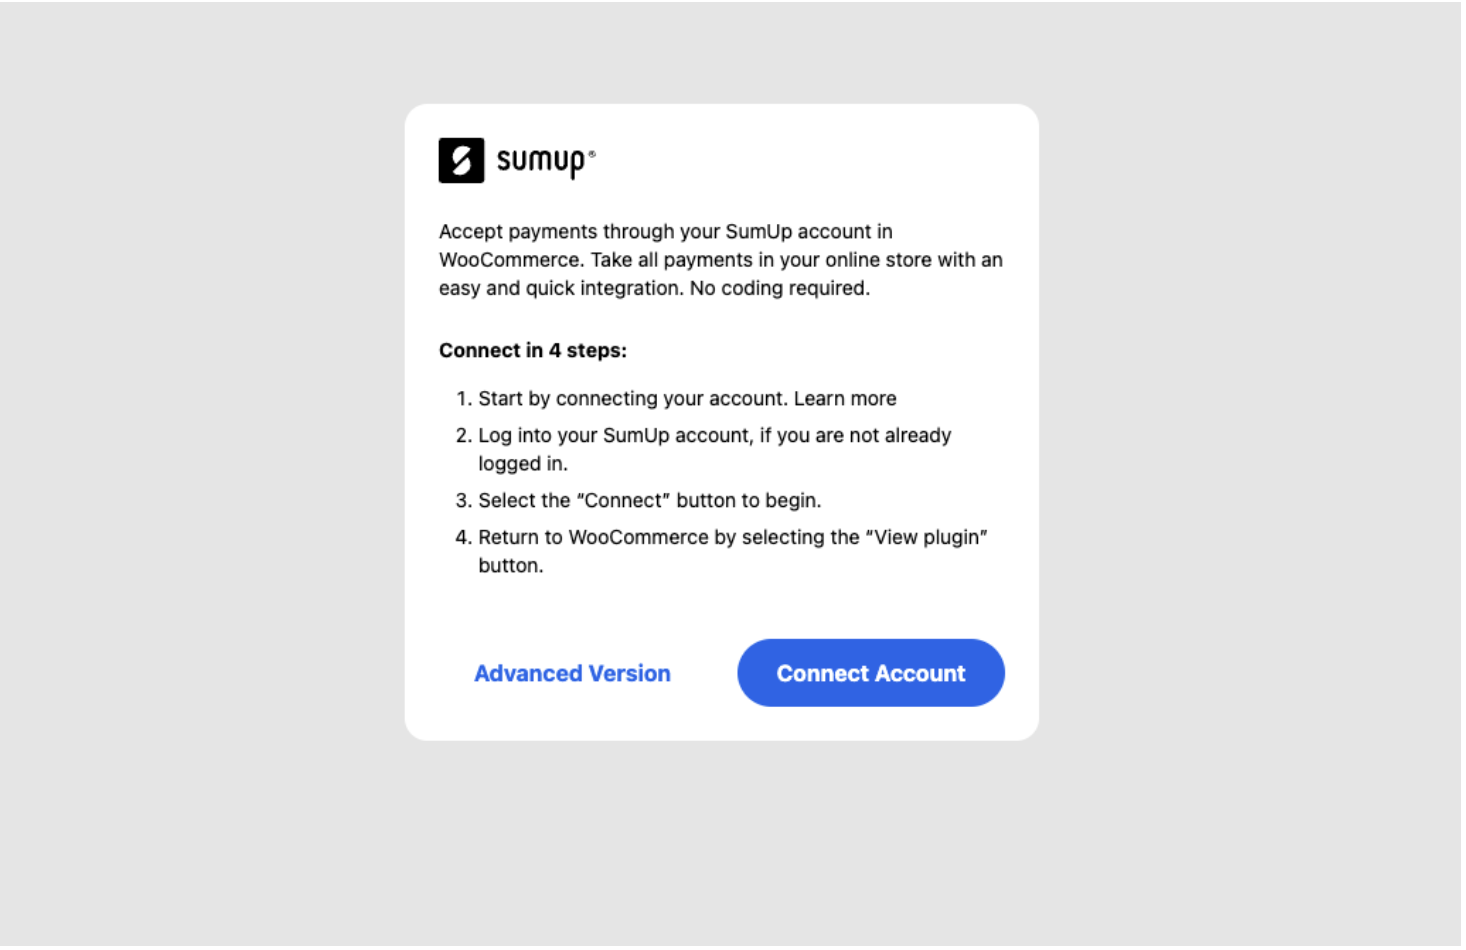 sumup®
Accept payments through your SumUp account in
WooCommerce. Take all payments in your online store with an
easy and quick integration. No coding required.
Connect in 4 steps:
1. Start by connecting your account. Learn more
2. Log into your SumUp account, if you are not already
logged in.
3. Select the “Connect” button to begin.
4. Return to WooCommerce by selecting the “View plugin”
button.
Advanced Version
Connect Account